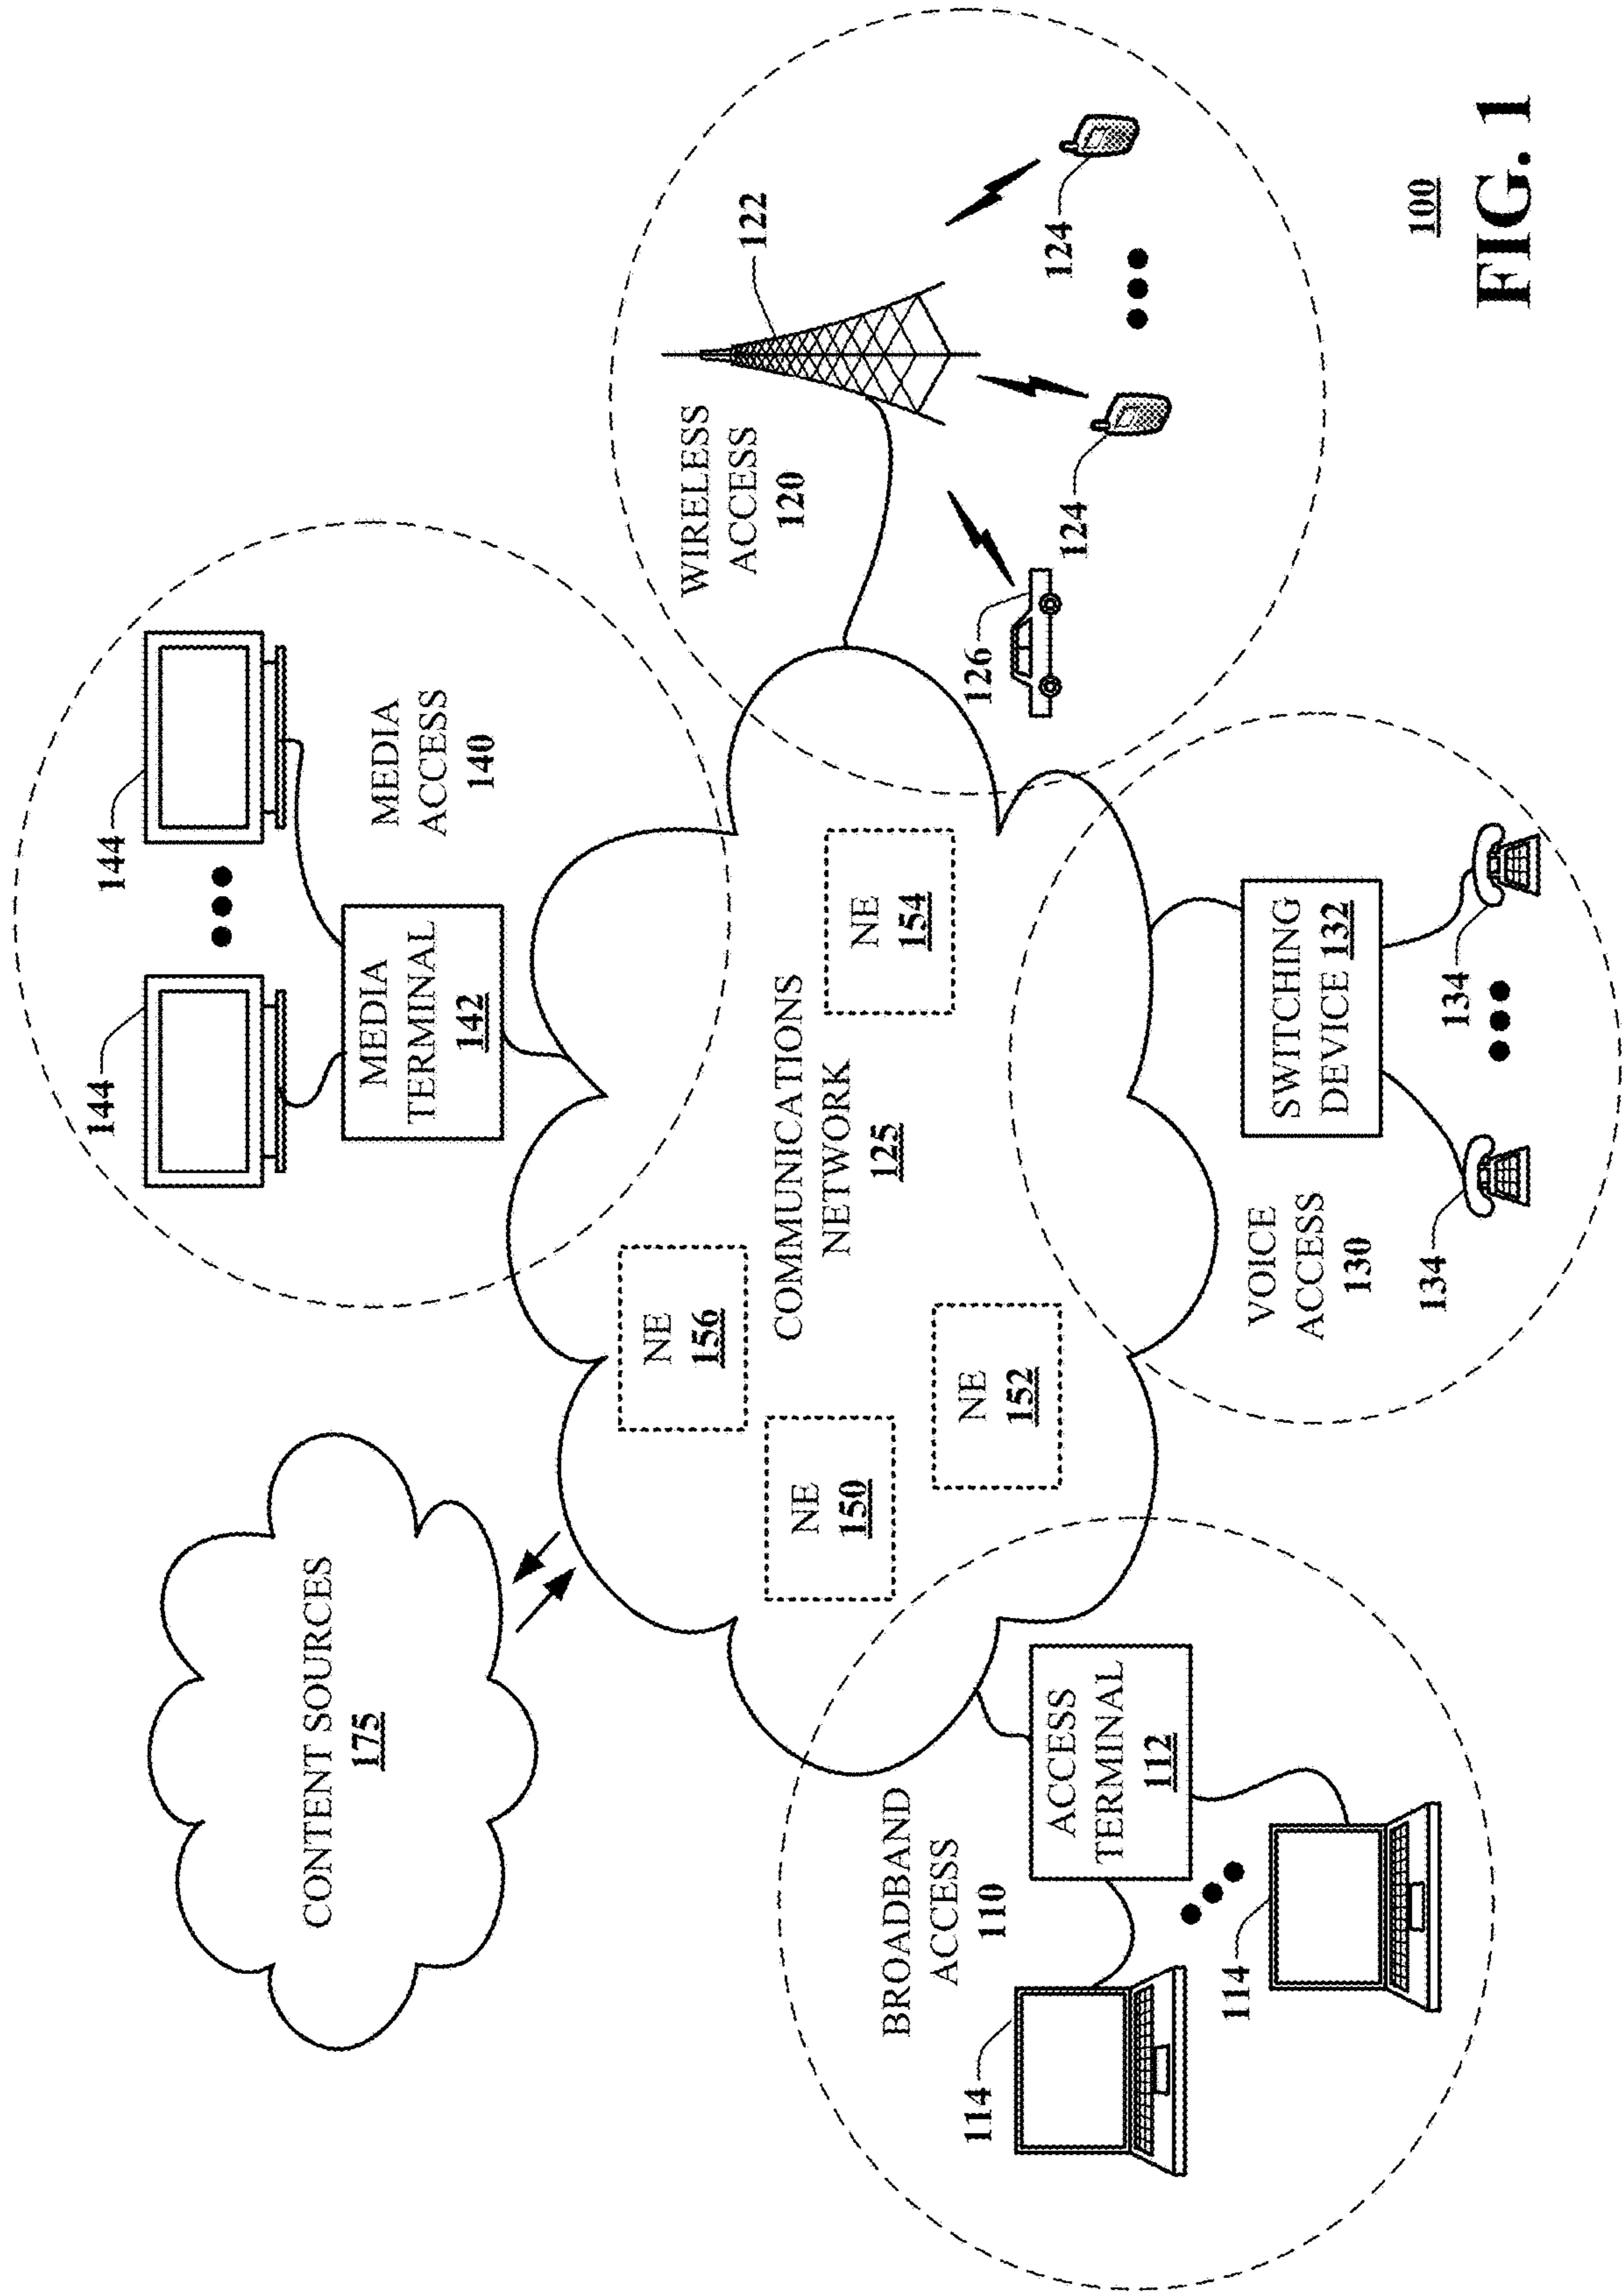 CONTENT SOURCES
175
144
144
MEDIA
TERMINAL
142
MEDIA
ACCESS
140
WIRELESS
ACCESS
120
122
124
124
126
NE
156
NE
150
NE
152
NE
154
COMMUNICATIONS
NETWORK
125
BROADBAND
ACCESS
110
ACCESS
TERMINAL
112
114
114
VOICE
ACCESS
130
SWITCHING
DEVICE 132
134
134
100
FIG. 1